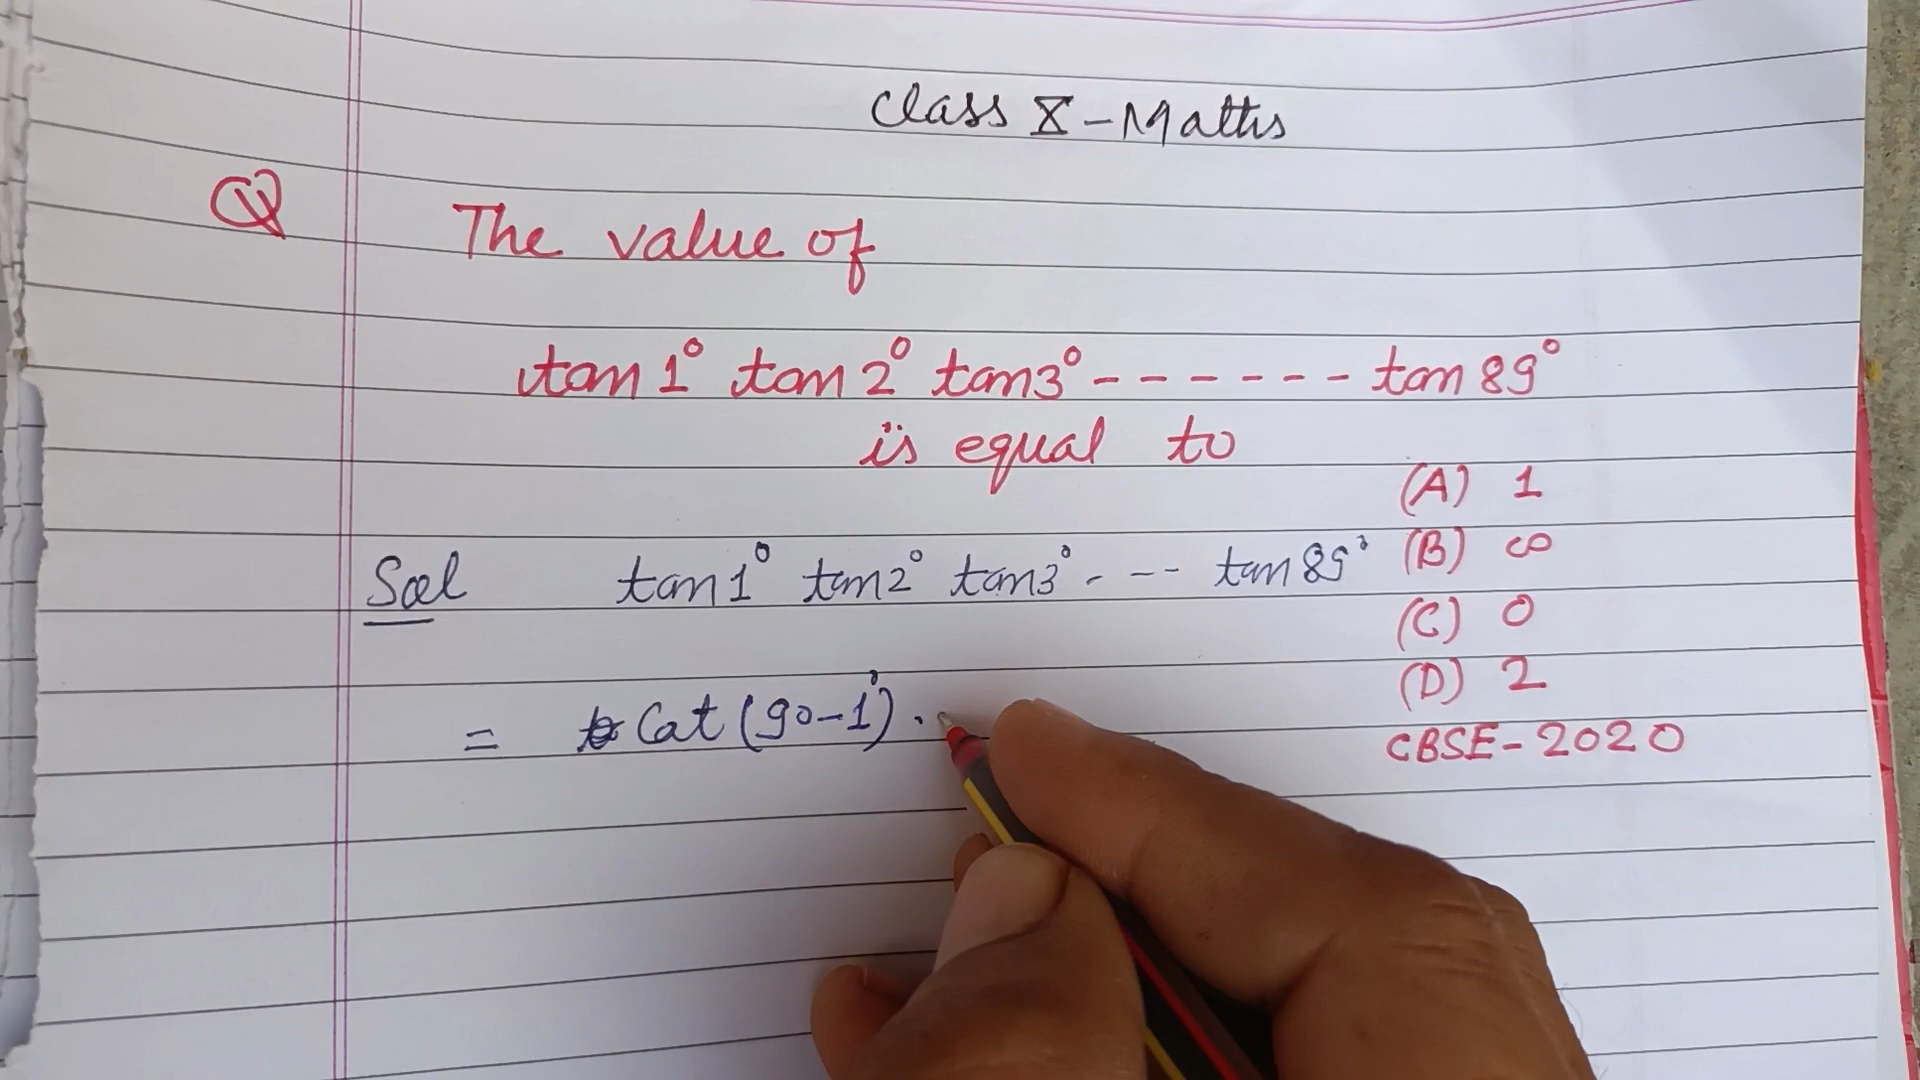 Class X - Maths
Q The value of
tan 1° tan 2° tan 3° - - - - - - tan 89°
is equal to
(A) 1
(B) ∞
(C) 0
(D) 2
CBSE - 2020
Sol tan 1° tan 2° tan 3° - - - tan 89°
= Cot (90 - 1°) .